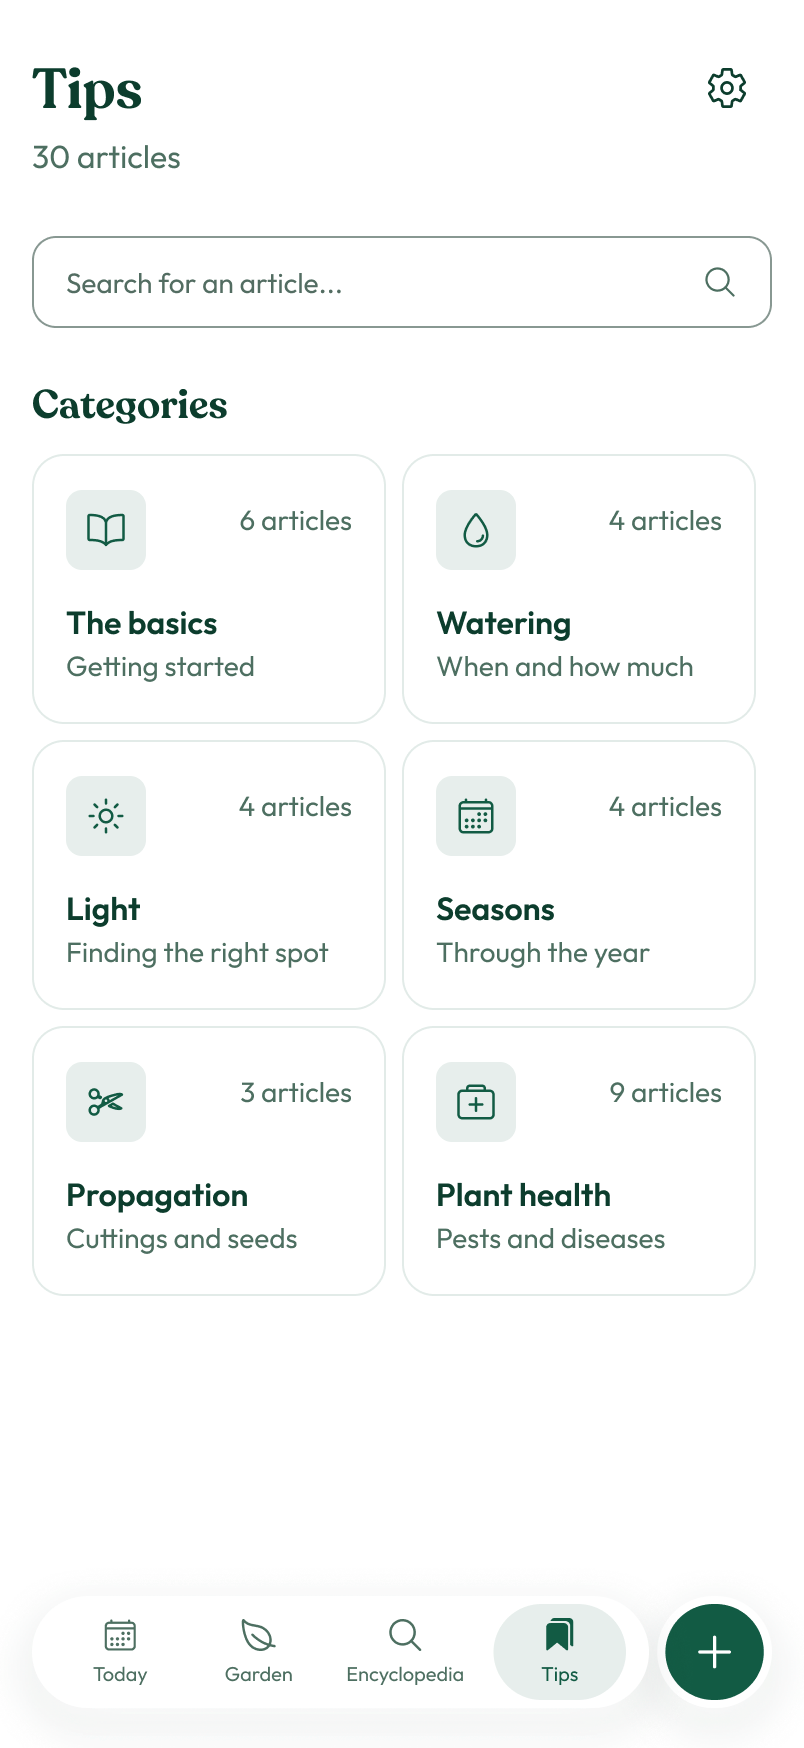 Tips
30 articles
Search for an article...
Categories
6 articles
The basics
Getting started
4 articles
Watering
When and how much
4 articles
Light
Finding the right spot
4 articles
Seasons
Through the year
3 articles
Propagation
Cuttings and seeds
9 articles
Plant health
Pests and diseases
Today
Garden
Encyclopedia
Tips